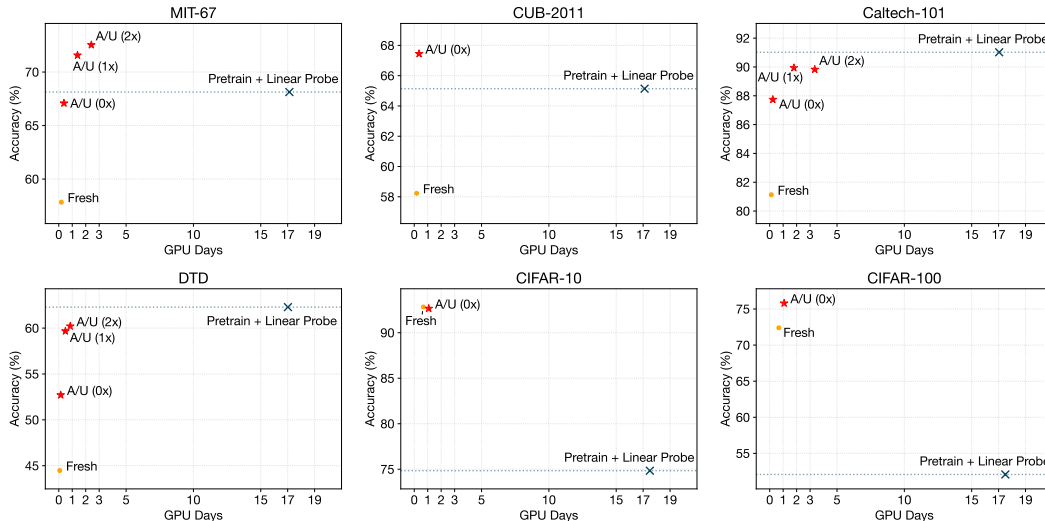 MIT-67
Accuracy (%)
70
65
60
A/U (2x)
A/U (1x)
Pretrain + Linear Probe
A/U (0x)
Fresh
0 1 2 3 5 10 15 17 19
GPU Days
CUB-2011
Accuracy (%)
68
66
64
62
60
58
A/U (0x)
Pretrain + Linear Probe
Fresh
0 1 2 3 5 10 15 17 19
GPU Days
Caltech-101
Accuracy (%)
92
90
88
86
84
82
80
Pretrain + Linear Probe
A/U (2x)
A/U (1x)
A/U (0x)
Fresh
0 1 2 3 5 10 15 17 19
GPU Days
DTD
Accuracy (%)
60
55
50
45
Pretrain + Linear Probe
A/U (2x)
A/U (1x)
A/U (0x)
Fresh
0 1 2 3 5 10 15 17 19
GPU Days
CIFAR-10
Accuracy (%)
90
85
80
75
A/U (0x)
Fresh
Pretrain + Linear Probe
0 1 2 3 5 10 15 17 19
GPU Days
CIFAR-100
Accuracy (%)
75
70
65
60
55
A/U (0x)
Fresh
Pretrain + Linear Probe
0 1 2 3 5 10 15 17 19
GPU Days